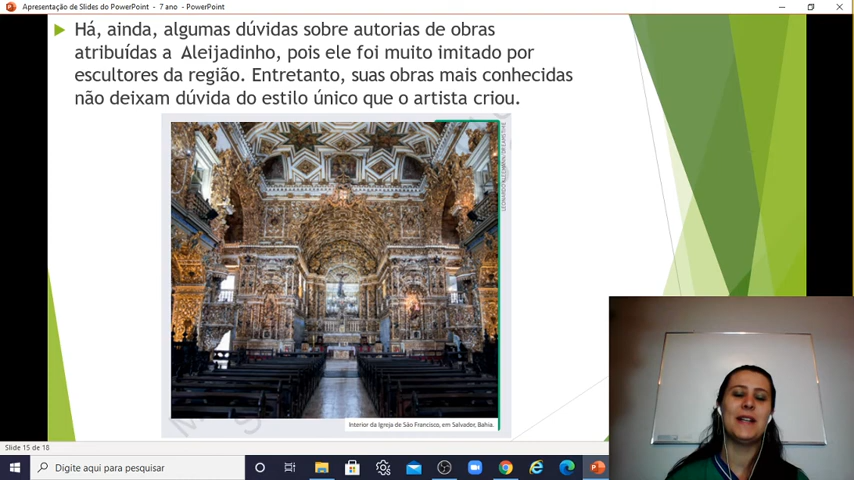 Apresentação de Slides do PowerPoint - 7 ano - PowerPoint
Há, ainda, algumas dúvidas sobre autorias de obras
atribuídas a Aleijadinho, pois ele foi muito imitado por
escultores da região. Entretanto, suas obras mais conhecidas
não deixam dúvida do estilo único que o artista criou.
Interior da Igreja de São Francisco, em Salvador, Bahia.
Slide 15 de 18
Digite aqui para pesquisar